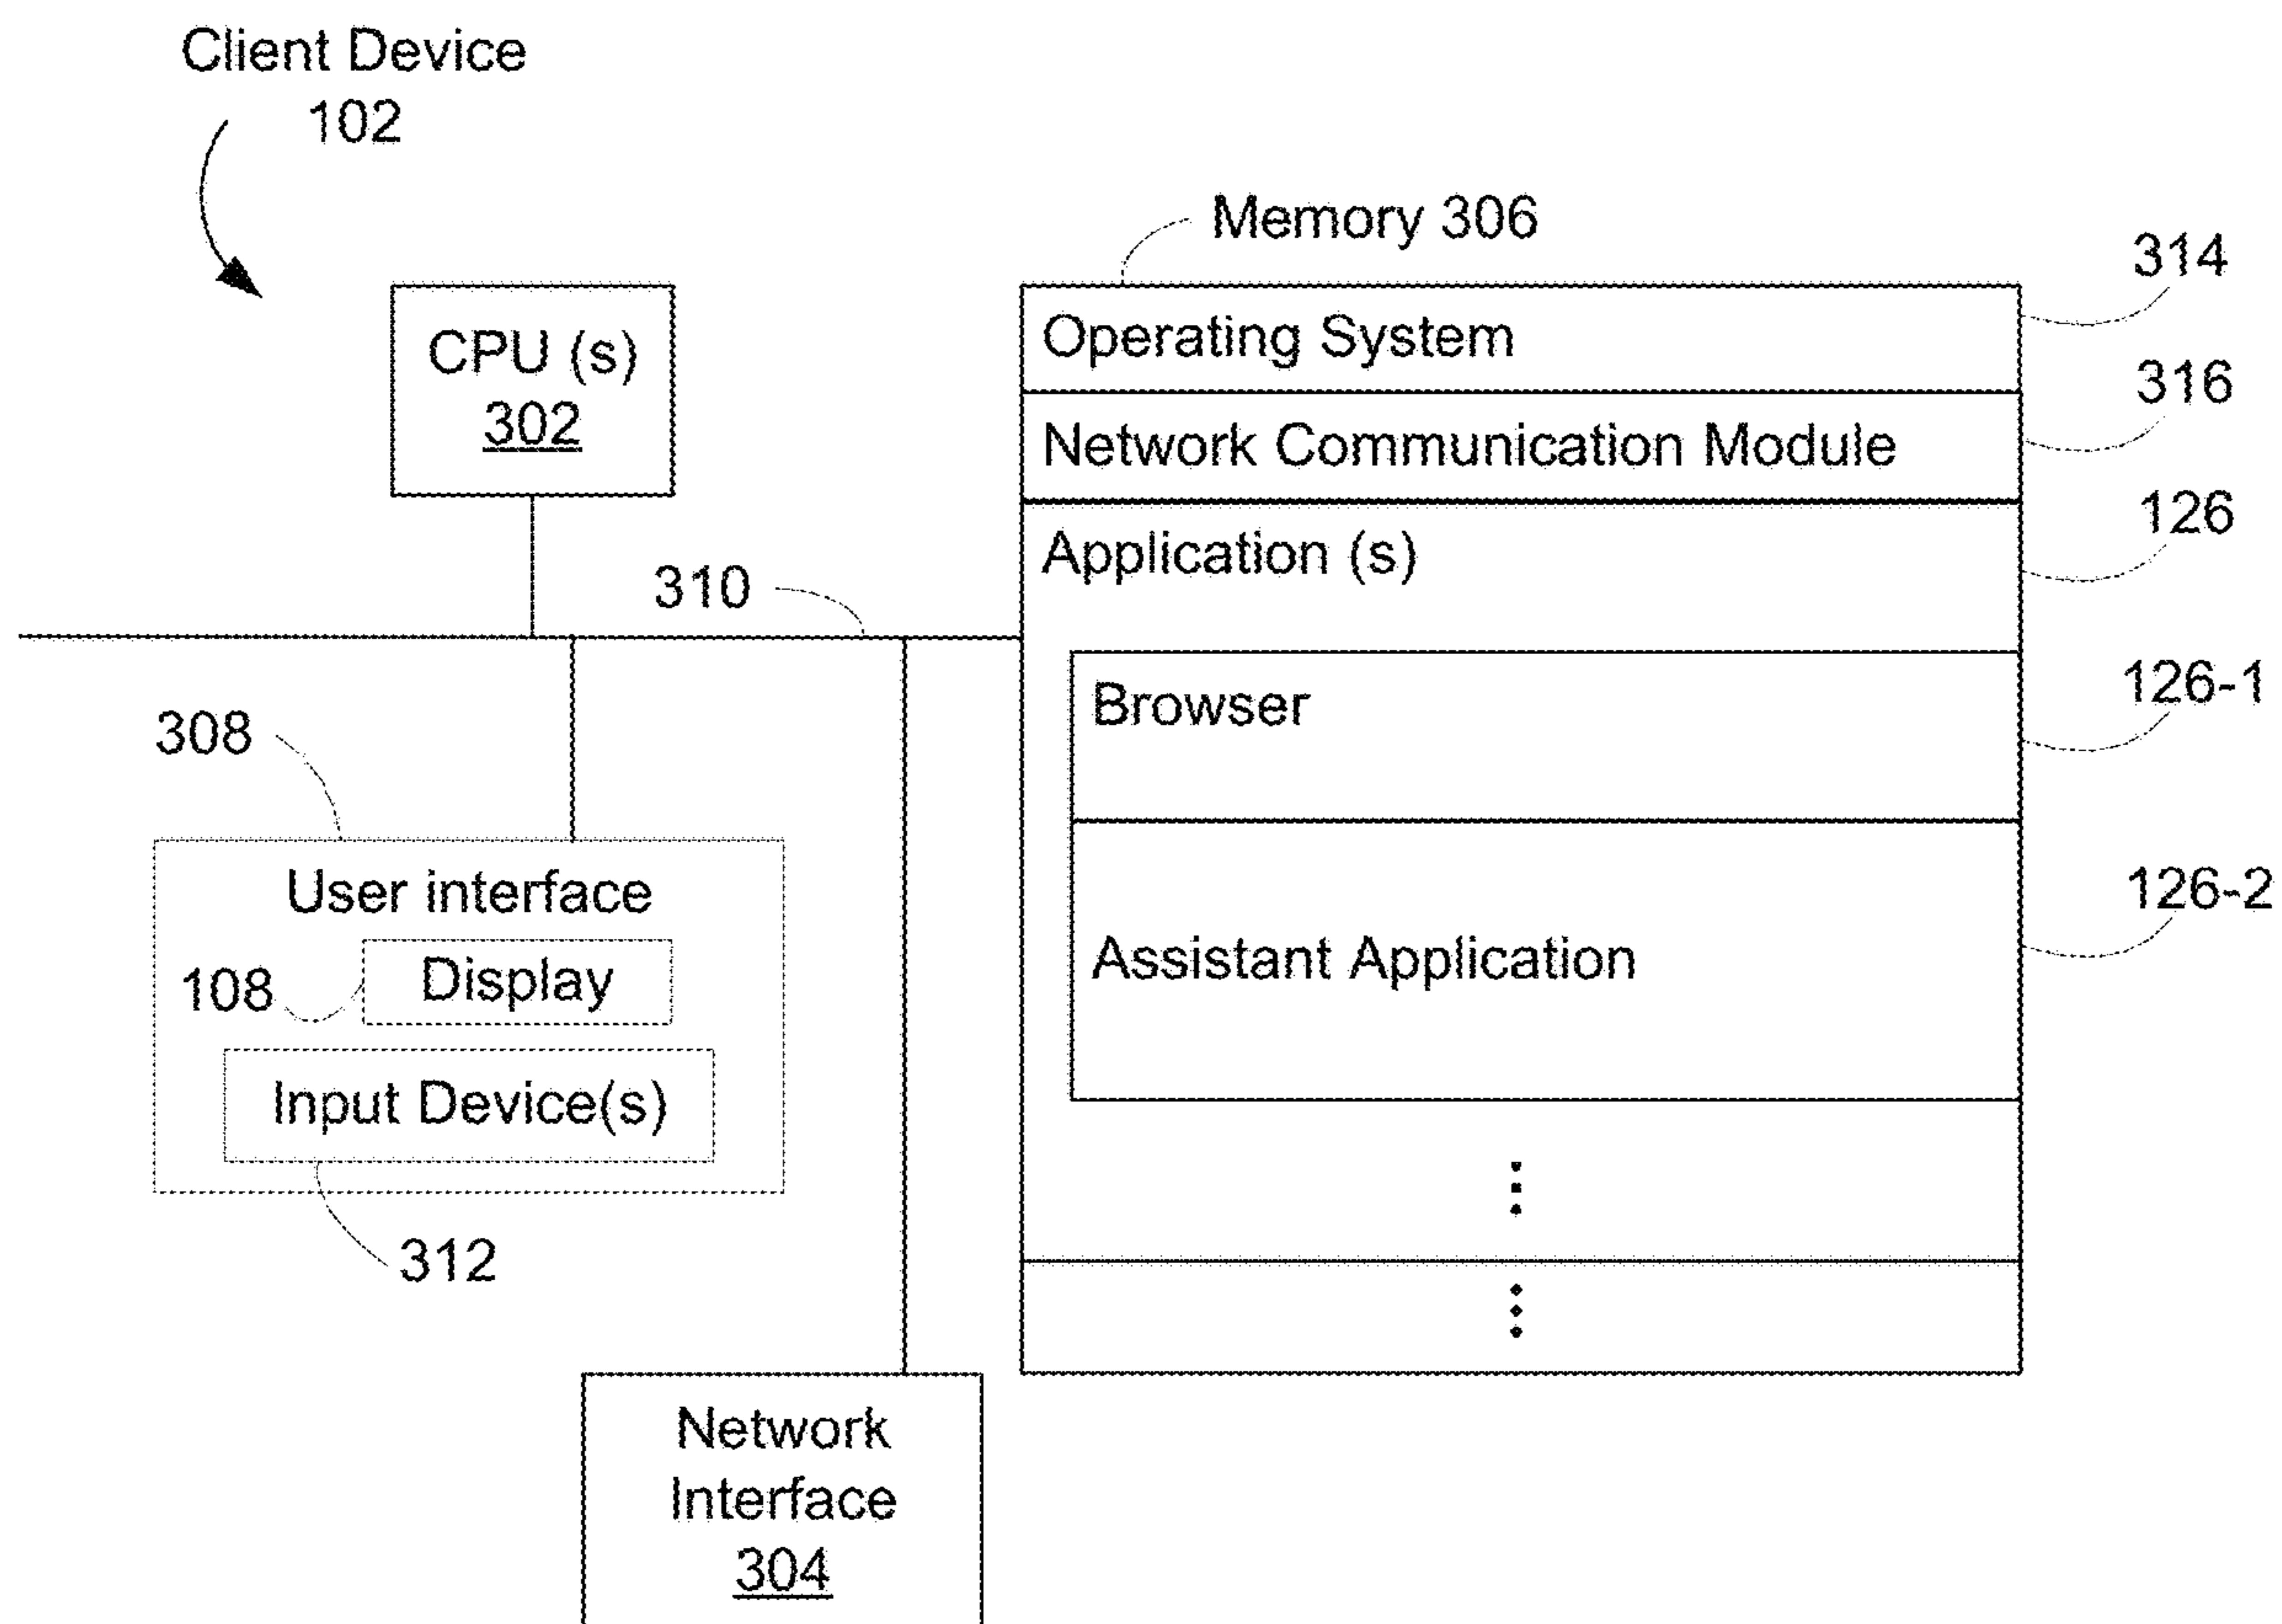 Client Device
102
Memory 306
314
CPU (s)
302
Operating System
316
Network Communication Module
126
Application (s)
310
126-1
Browser
308
126-2
User interface
108
Display
Assistant Application
Input Device(s)
312
Network
Interface
304